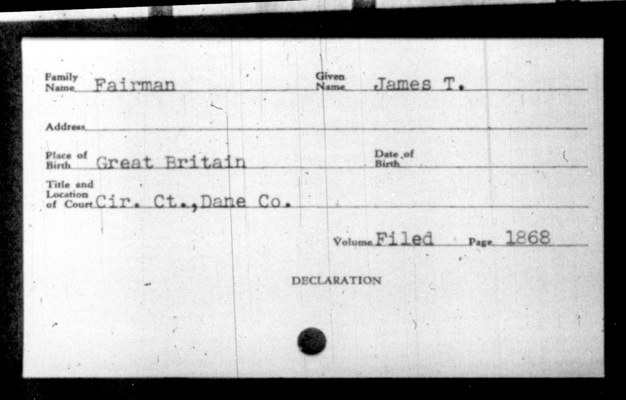 Family Name Fairman Given Name James T.
Address
Place of Birth Great Britain Date of Birth
Title and Location of Court Cir. Ct., Dane Co.
Volume Filed Page 1868
DECLARATION